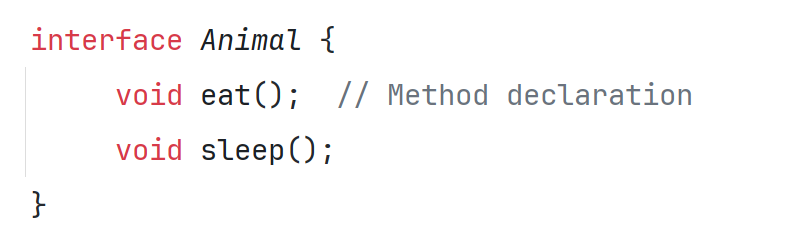 interface Animal {
void eat();  // Method declaration
void sleep();
}